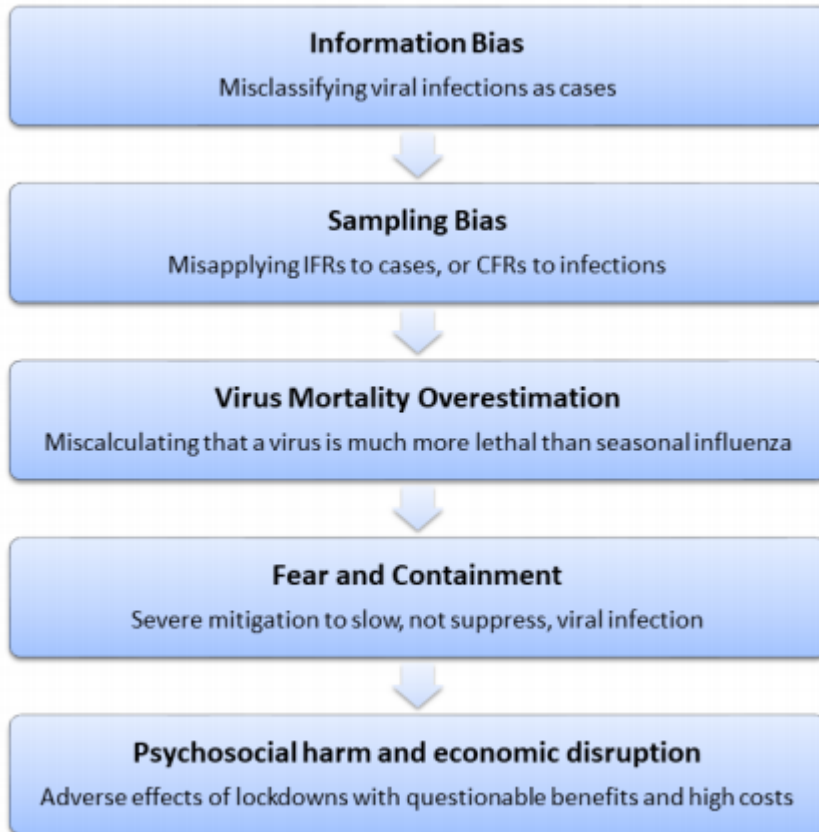 Information Bias
Misclassifying viral infections as cases
Sampling Bias
Misapplying IFRs to cases, or CFRs to infections
Virus Mortality Overestimation
Miscalculating that a virus is much more lethal than seasonal influenza
Fear and Containment
Severe mitigation to slow, not suppress, viral infection
Psychosocial harm and economic disruption
Adverse effects of lockdowns with questionable benefits and high costs